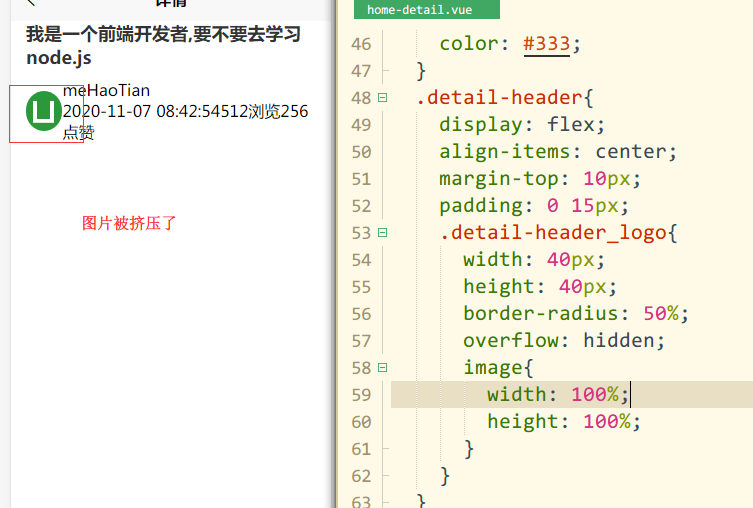 详情
我是一个前端开发者,要不要去学习
node.js
meHaoTian
2020-11-07 08:42:54512浏览256
点赞
图片被挤压了
home-detail.vue
46 color: #333;
47 }
48 .detail-header{
49 display: flex;
50 align-items: center;
51 margin-top: 10px;
52 padding: 0 15px;
53 .detail-header_logo{
54 width: 40px;
55 height: 40px;
56 border-radius: 50%;
57 overflow: hidden;
58 image{
59 width: 100%;
60 height: 100%;
61 }
62 }
63 }